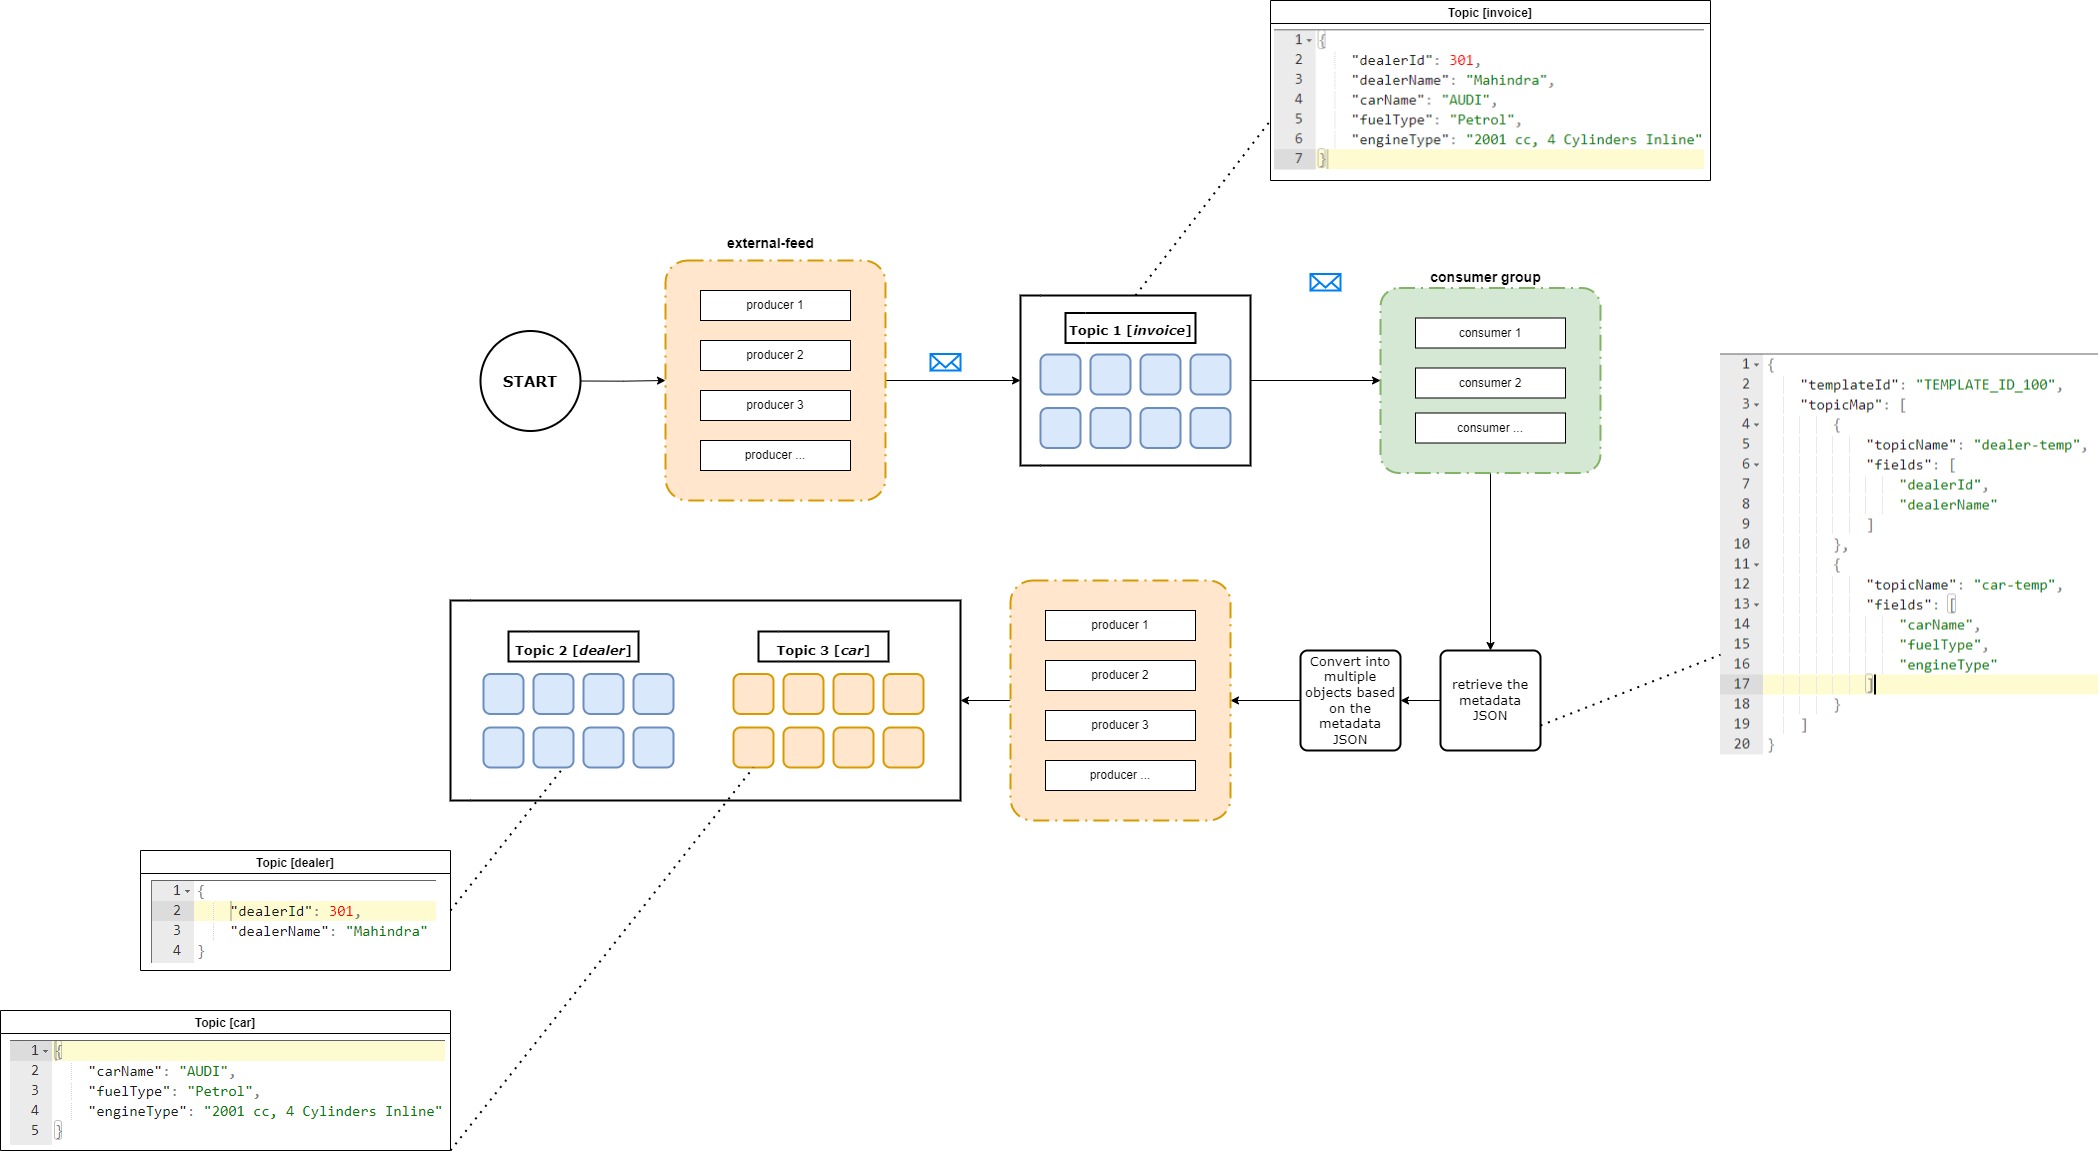 Topic [invoice]
1 {
2 "dealerId": 301,
3 "dealerName": "Mahindra",
4 "carName": "AUDI",
5 "fuelType": "Petrol",
6 "engineType": "2001 cc, 4 Cylinders Inline"
7 }
external-feed
producer 1
producer 2
producer 3
producer ...
START
Topic 1 [invoice]
consumer group
consumer 1
consumer 2
consumer ...
1 {
2 "templateId": "TEMPLATE_ID_100",
3 "topicMap": [
4 {
5 "topicName": "dealer-temp",
6 "fields": [
7 "dealerId",
8 "dealerName"
9 ]
10 },
11 {
12 "topicName": "car-temp",
13 "fields": [
14 "carName",
15 "fuelType",
16 "engineType"
17 ]
18 }
19 ]
20 }
retrieve the
metadata
JSON
Convert into
multiple
objects based
on the
metadata
JSON
producer 1
producer 2
producer 3
producer ...
Topic 2 [dealer]
Topic 3 [car]
Topic [dealer]
1 {
2 "dealerId": 301,
3 "dealerName": "Mahindra"
4 }
Topic [car]
1 {
2 "carName": "AUDI",
3 "fuelType": "Petrol",
4 "engineType": "2001 cc, 4 Cylinders Inline"
5 }